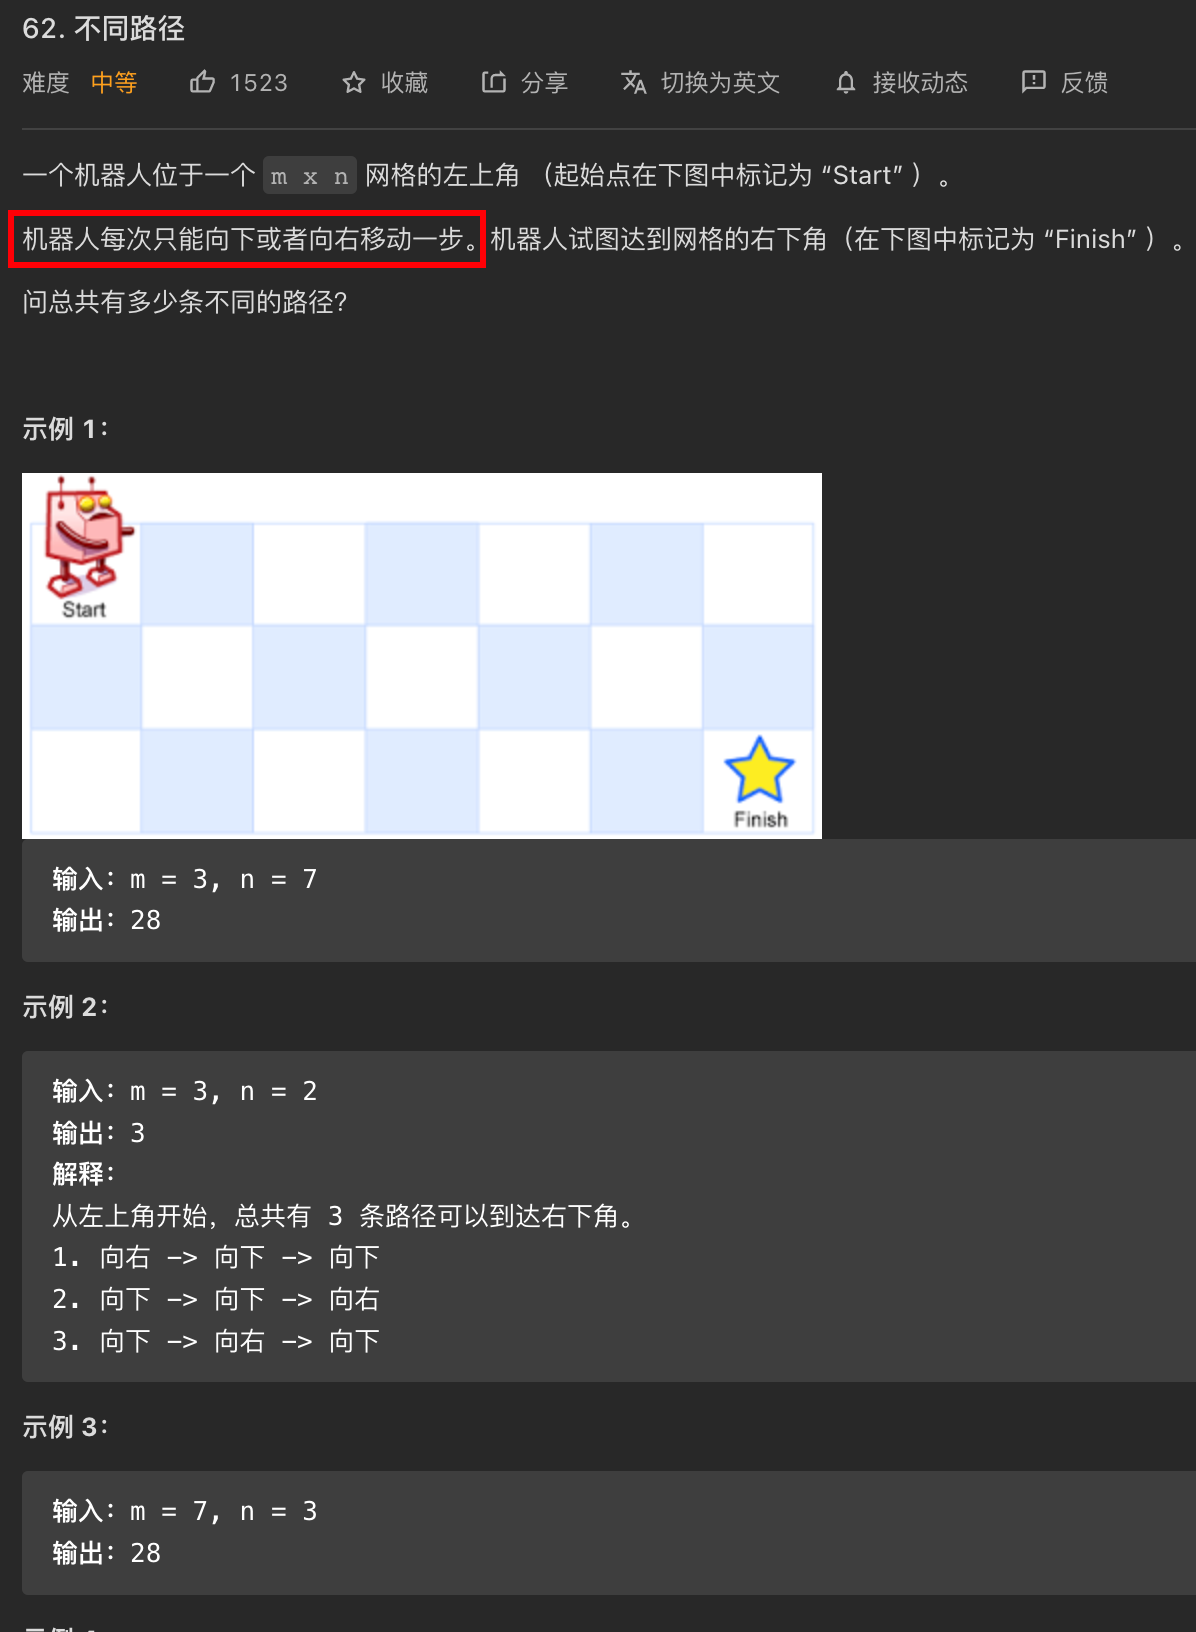 62. 不同路径
难度 中等 1523 收藏 分享 切换为英文 接收动态 反馈
一个机器人位于一个 m x n 网格的左上角 （起始点在下图中标记为 “Start” ）。
机器人每次只能向下或者向右移动一步。机器人试图达到网格的右下角（在下图中标记为 “Finish” ）。
问总共有多少条不同的路径？
示例 1：
Start
Finish
输入：m = 3, n = 7
输出：28
示例 2：
输入：m = 3, n = 2
输出：3
解释：
从左上角开始，总共有 3 条路径可以到达右下角。
1. 向右 -> 向下 -> 向下
2. 向下 -> 向下 -> 向右
3. 向下 -> 向右 -> 向下
示例 3：
输入：m = 7, n = 3
输出：28